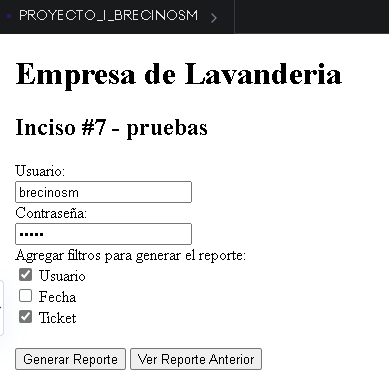 PROYECTO_I_BRECINOSM
Empresa de Lavanderia
Inciso #7 - pruebas
Usuario:
brecinosm
Contraseña:
•••••
Agregar filtros para generar el reporte:
Usuario
Fecha
Ticket
Generar Reporte Ver Reporte Anterior